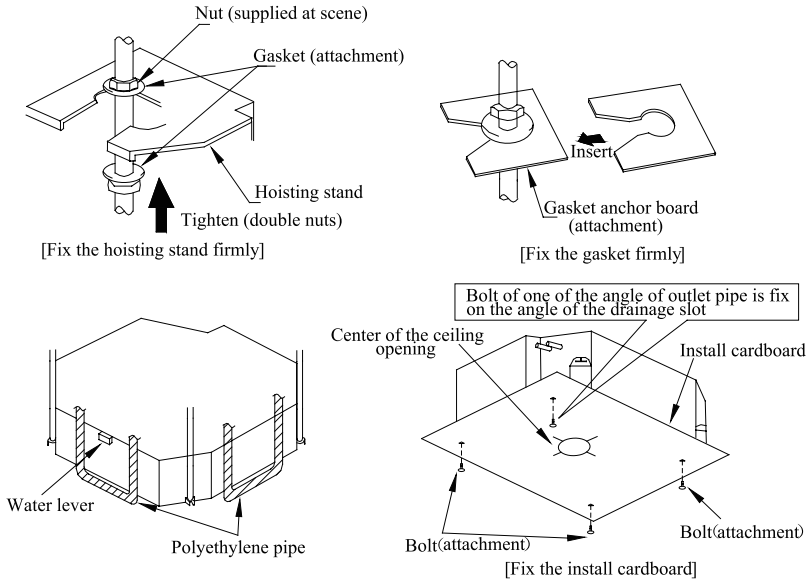 Nut (supplied at scene)
Gasket (attachment)
Hoisting stand
Tighten (double nuts)
[Fix the hoisting stand firmly]
Insert
Gasket anchor board
(attachment)
[Fix the gasket firmly]
Water lever
Polyethylene pipe
Bolt of one of the angle of outlet pipe is fix
on the angle of the drainage slot
Center of the ceiling
opening
Install cardboard
Bolt(attachment)
Bolt(attachment)
[Fix the install cardboard]